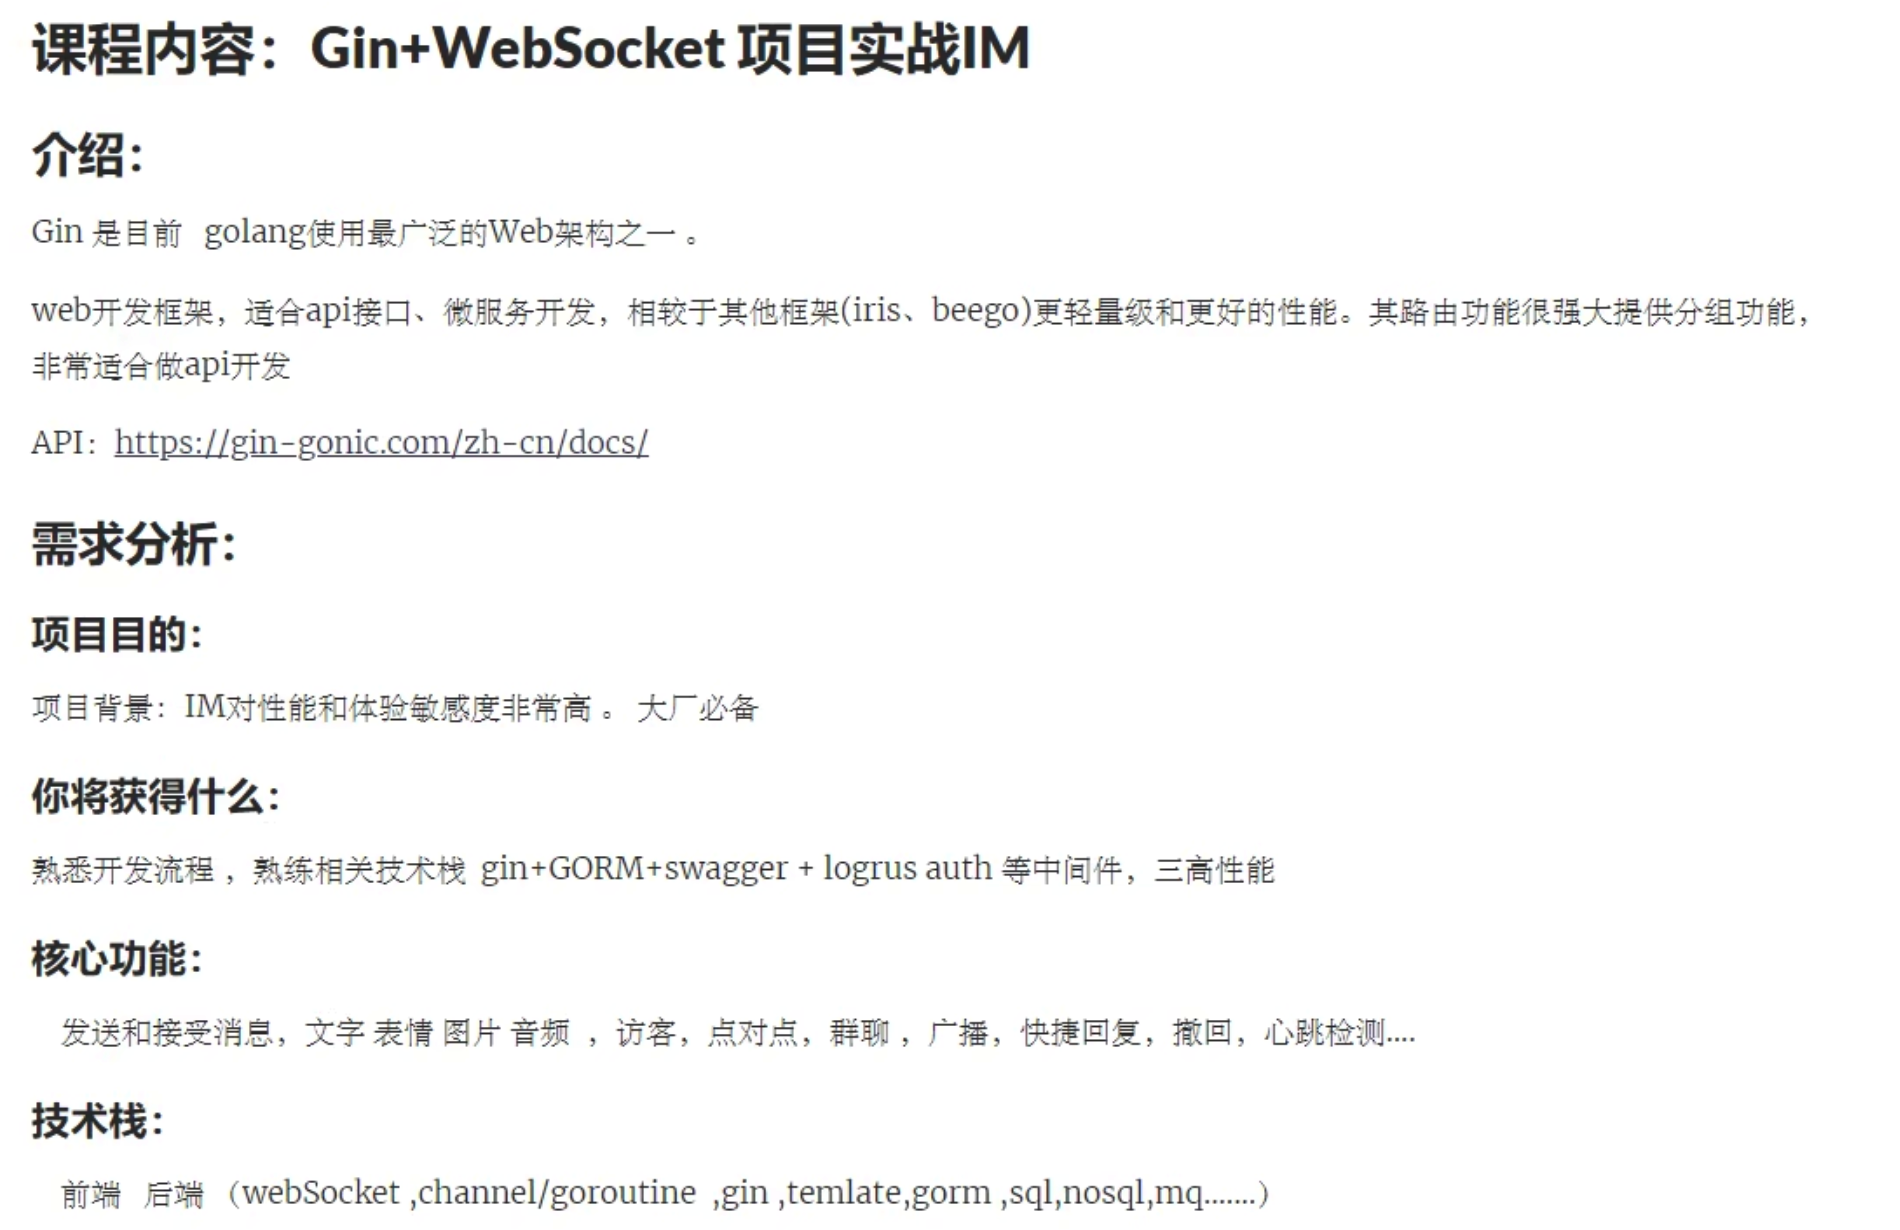 课程内容：Gin+WebSocket 项目实战IM
介绍：
Gin 是目前 golang使用最广泛的Web架构之一 。
web开发框架，适合api接口、微服务开发，相较于其他框架(iris、beego)更轻量级和更好的性能。其路由功能很强大提供分组功能，
非常适合做api开发
API：https://gin-gonic.com/zh-cn/docs/
需求分析：
项目目的：
项目背景：IM对性能和体验敏感度非常高 。 大厂必备
你将获得什么：
熟悉开发流程 ，熟练相关技术栈 gin+GORM+swagger + logrus auth 等中间件，三高性能
核心功能：
发送和接受消息，文字 表情 图片 音频 ，访客，点对点，群聊 ，广播，快捷回复，撤回，心跳检测....
技术栈：
前端 后端 （webSocket ,channel/goroutine ,gin ,temlate,gorm ,sql,nosql,mq.......）